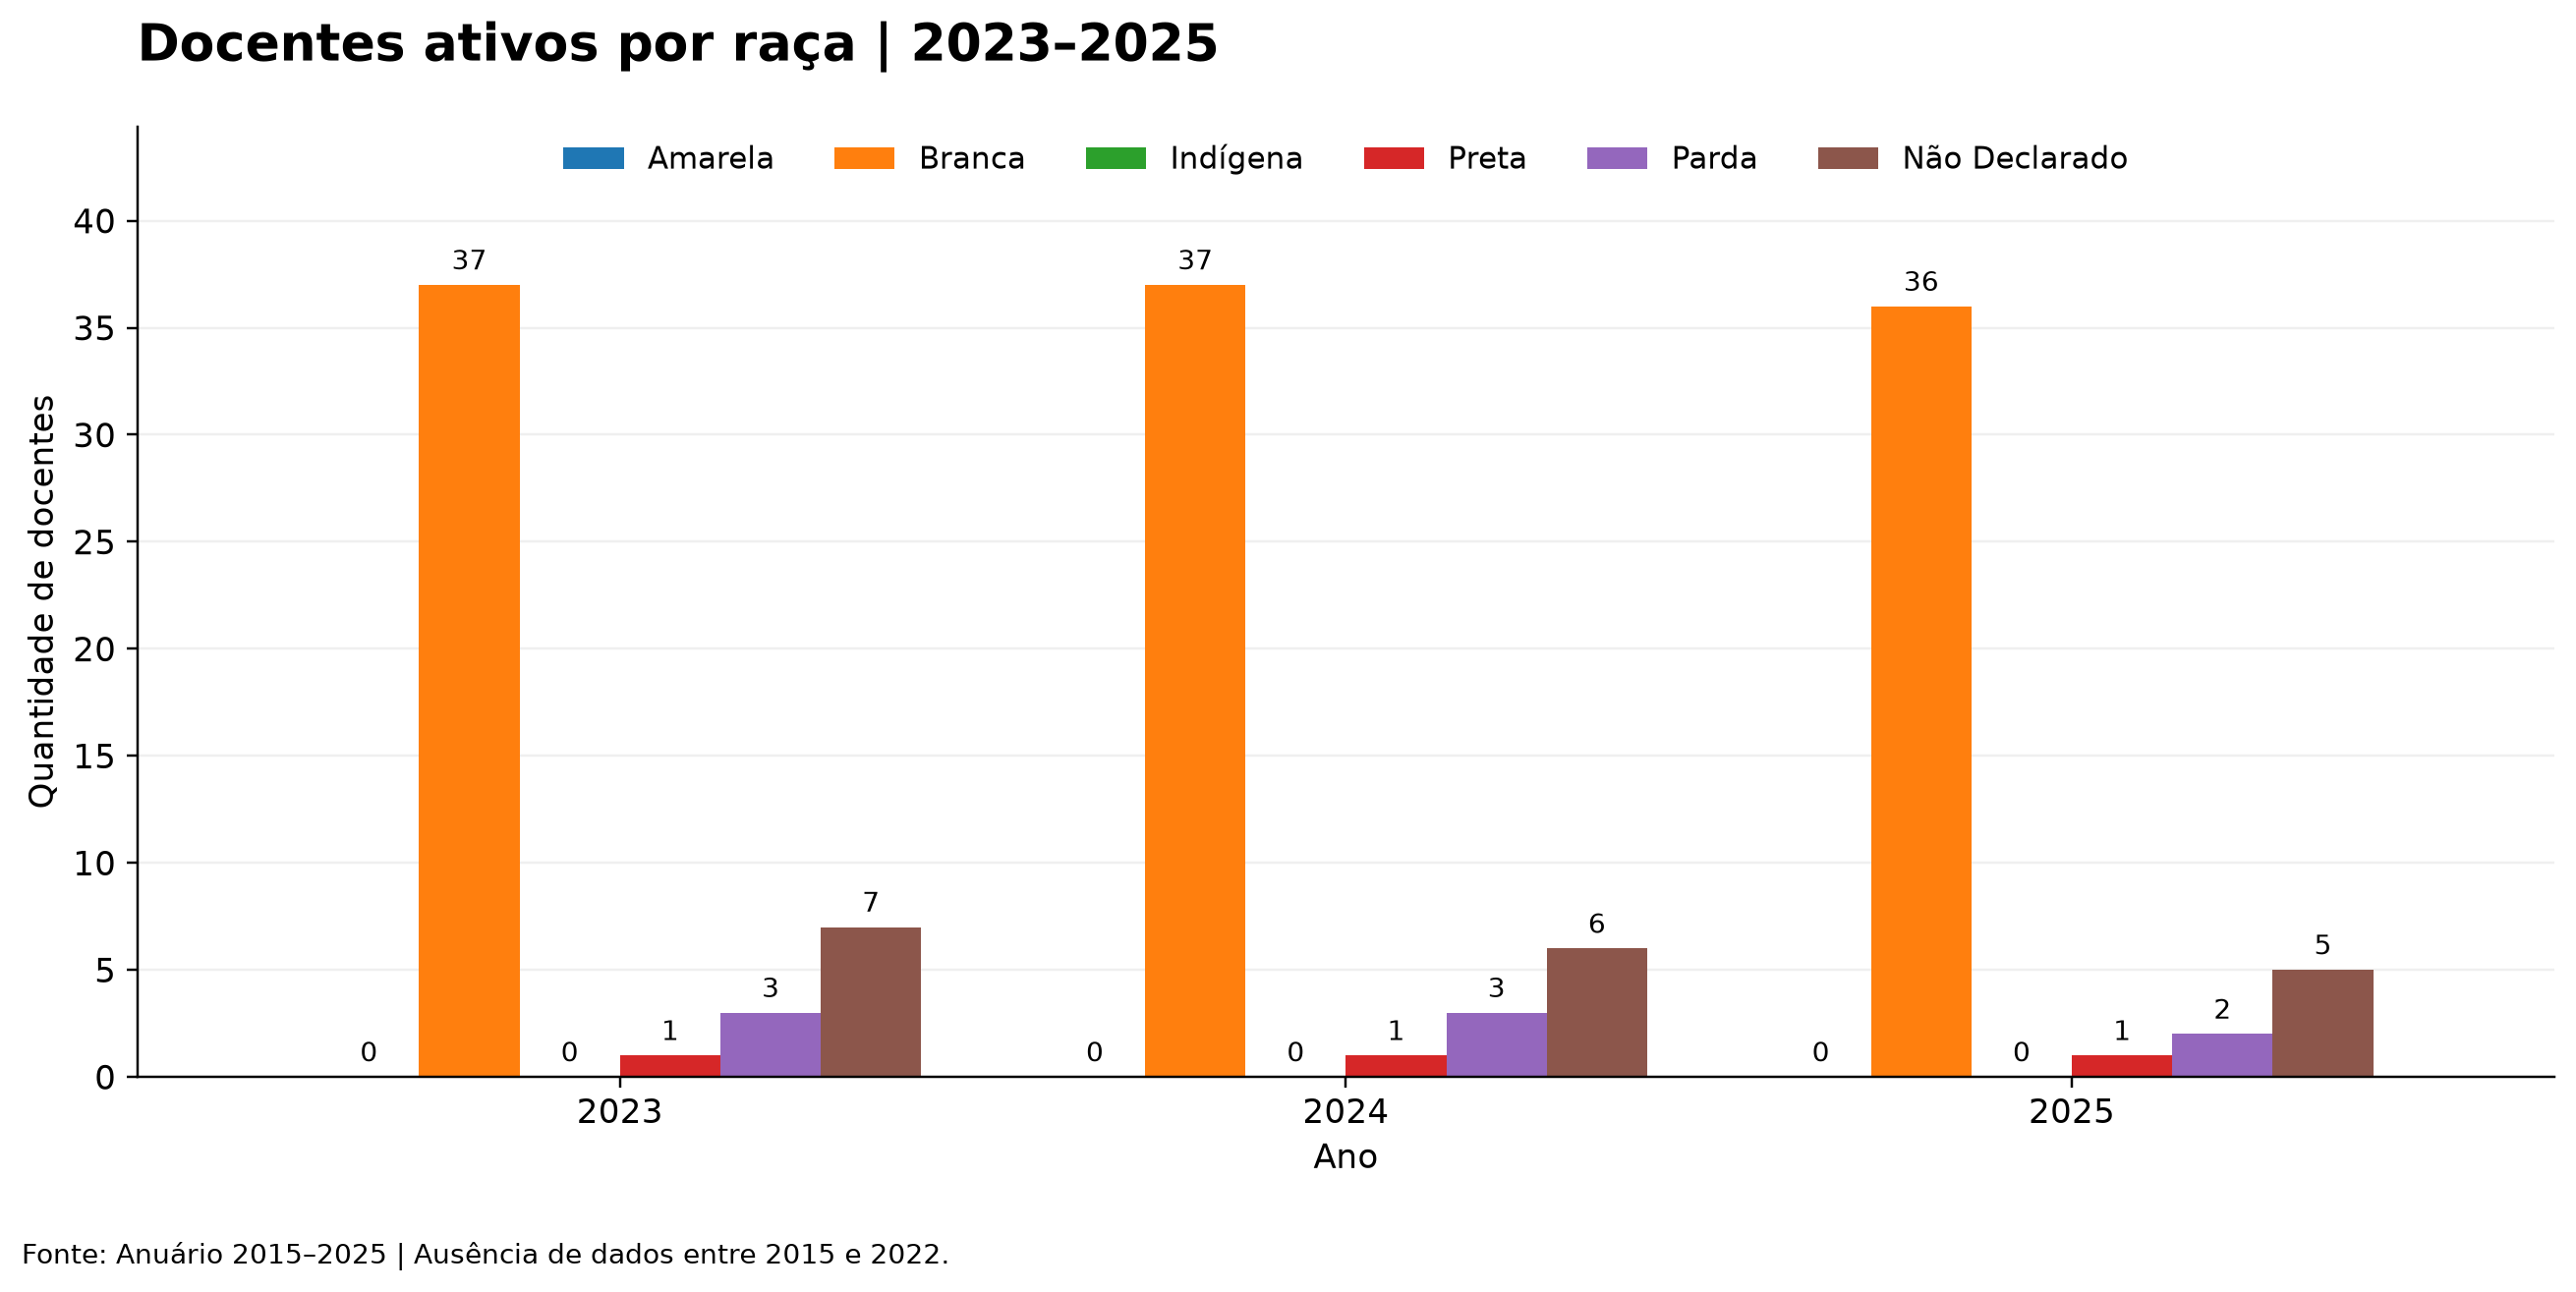 Docentes ativos por raça | 2023–2025
Amarela Branca Indígena Preta Parda Não Declarado
Quantidade de docentes
40
35
30
25
20
15
10
5
0
0 37 0 1 3 7
0 37 0 1 3 6
0 36 0 1 2 5
2023 2024 2025
Ano
Fonte: Anuário 2015–2025 | Ausência de dados entre 2015 e 2022.